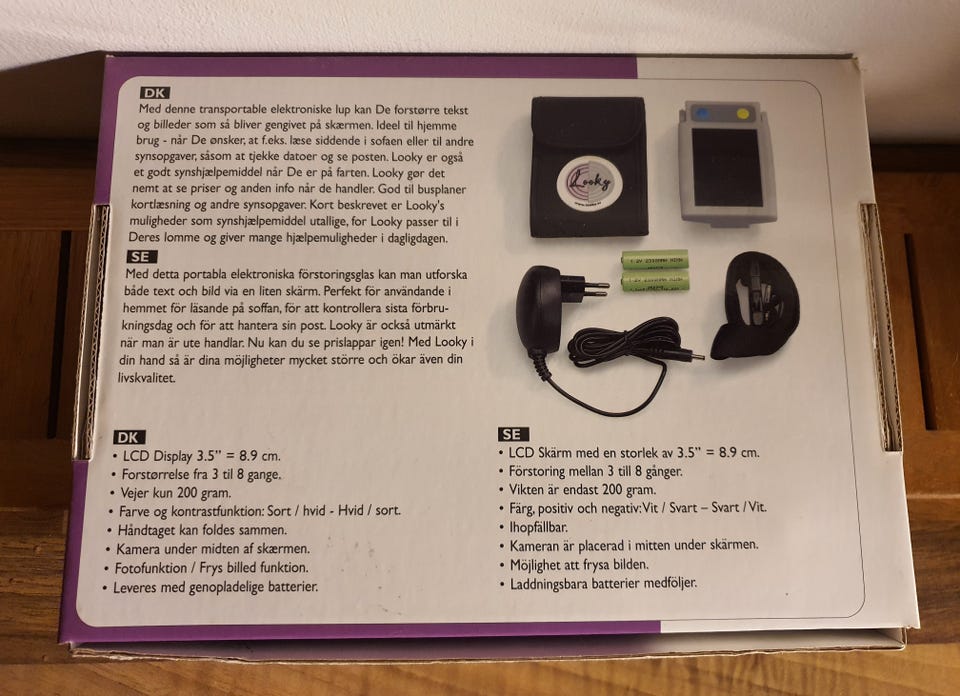 DK
Med denne transportable elektroniske lup kan De forstørre tekst
og billeder som så bliver gengivet på skærmen. Ideel til hjemme
brug - når De ønsker, at f.eks. læse siddende i sofaen eller til andre
synsopgaver, såsom at tjekke datoer og se posten. Looky er også
et godt synshjælpemiddel når De er på farten. Looky gør det
nemt at se priser og anden info når de handler. God til busplaner
kortlæsning og andre synsopgaver. Kort beskrevet er Looky's
muligheder som synshjælpemiddel utallige, for Looky passer til i
Deres lomme og giver mange hjælpemuligheder i dagligdagen.
SE
Med detta portabla elektroniska förstoringsglas kan man utforska
både text och bild via en liten skärm. Perfekt för användande i
hemmet för läsande på soffan, för att kontrollera sista förbru-
kningsdag och för att hantera sin post. Looky är också utmärkt
när man är ute handlar. Nu kan du se prislappar igen! Med Looky i
din hand så är dina möjligheter mycket större och ökar även din
livskvalitet.
Looky
www.looky.tv
1.2V 2300MAH NIMH
1.2V 2300MAH NIMH
DK
• LCD Display 3.5” = 8.9 cm.
• Forstørrelse fra 3 til 8 gange.
• Vejer kun 200 gram.
• Farve og kontrastfunktion: Sort / hvid - Hvid / sort.
• Håndtaget kan foldes sammen.
• Kamera under midten af skærmen.
• Fotofunktion / Frys billed funktion.
• Leveres med genopladelige batterier.
SE
• LCD Skärm med en storlek av 3.5” = 8.9 cm.
• Förstoring mellan 3 till 8 gånger.
• Vikten är endast 200 gram.
• Färg, positiv och negativ: Vit / Svart – Svart / Vit.
• Ihopfällbar.
• Kameran är placerad i mitten under skärmen.
• Möjlighet att frysa bilden.
• Laddningsbara batterier medföljer.